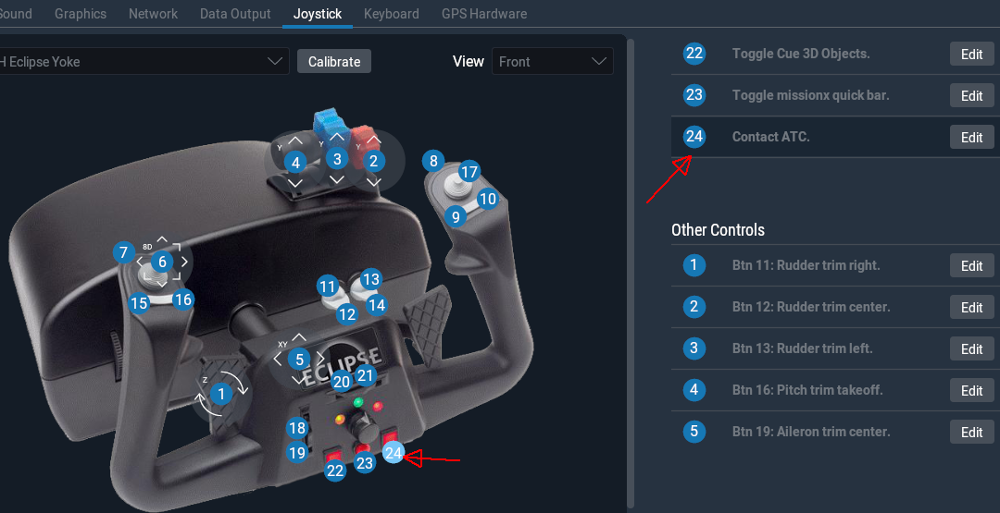 Sound Graphics Network Data Output Joystick Keyboard GPS Hardware
H Eclipse Yoke Calibrate View Front
22 Toggle Cue 3D Objects. Edit
23 Toggle missionx quick bar. Edit
24 Contact ATC. Edit
Other Controls
1 Btn 11: Rudder trim right. Edit
2 Btn 12: Rudder trim center. Edit
3 Btn 13: Rudder trim left. Edit
4 Btn 16: Pitch trim takeoff. Edit
5 Btn 19: Aileron trim center. Edit
Y 4 Y 3 Y 2
8 17
10
9
7 8D 6
15 16
11 13
12 14
XY 5
ECLIPSE
20 21
Z 1
18
19
22 23 24